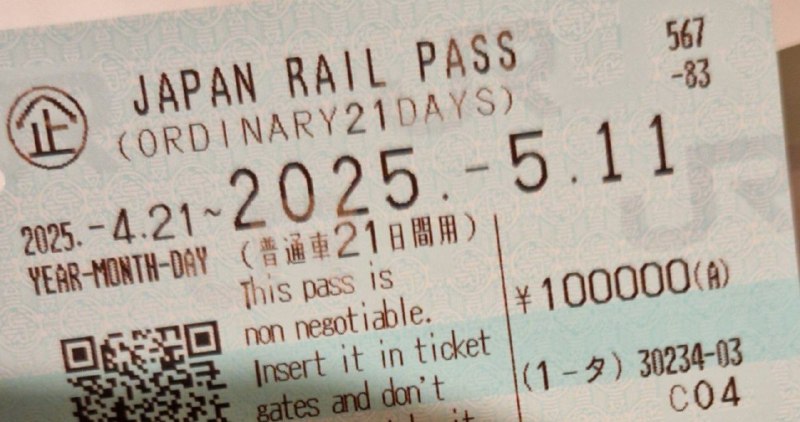 JAPAN RAIL PASS
567
-83
企
(ORDINARY21DAYS)
2025.-4.21~2025.-5.11
YEAR-MONTH-DAY
(普通車21日間用)
This pass is
non negotiable.
Insert it in ticket
gates and don't
¥100000(A)
(1-タ) 30234-03
C04
JR